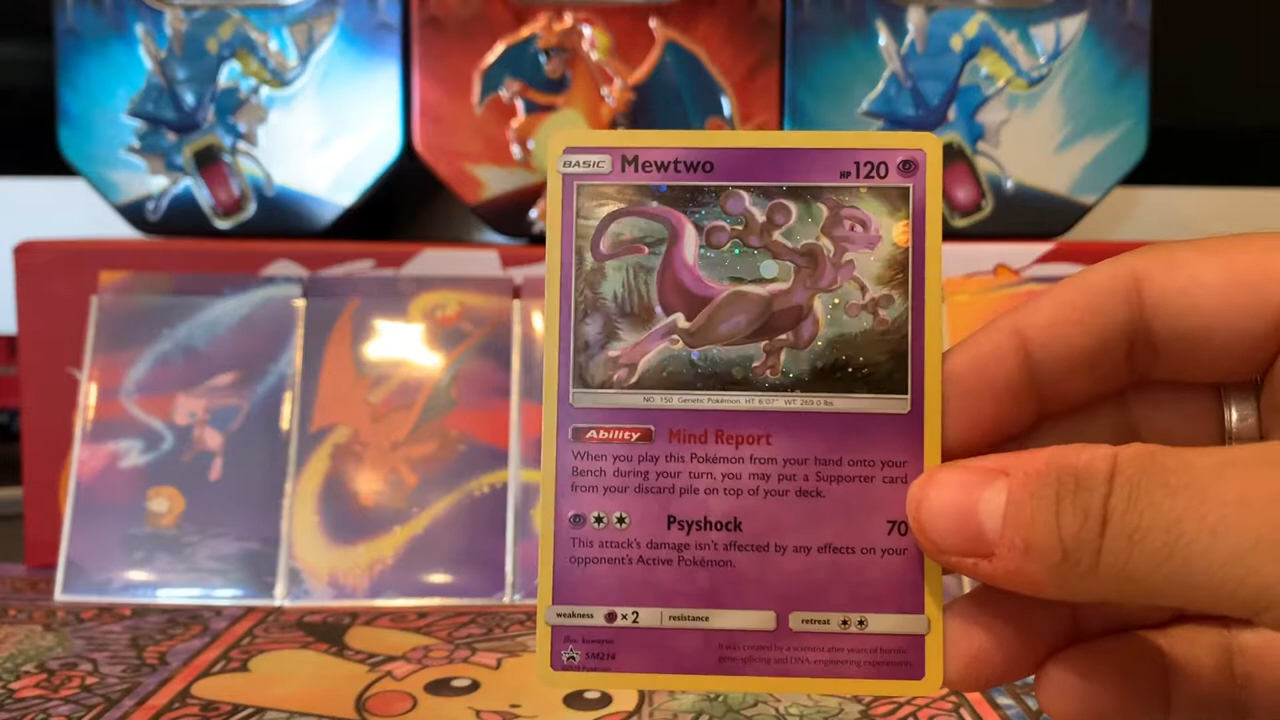 BASIC Mewtwo HP 120
NO. 150 Genetic Pokémon HT: 6'07" WT: 269.0 lbs.
Ability Mind Report
When you play this Pokémon from your hand onto your
Bench during your turn, you may put a Supporter card
from your discard pile on top of your deck.
Psyshock 70
This attack's damage isn't affected by any effects on your
opponent's Active Pokémon.
weakness × 2 resistance retreat
Illus. kawayoo
SM214
It was created by a scientist after years of horrific
gene-splicing and DNA-engineering experiments.